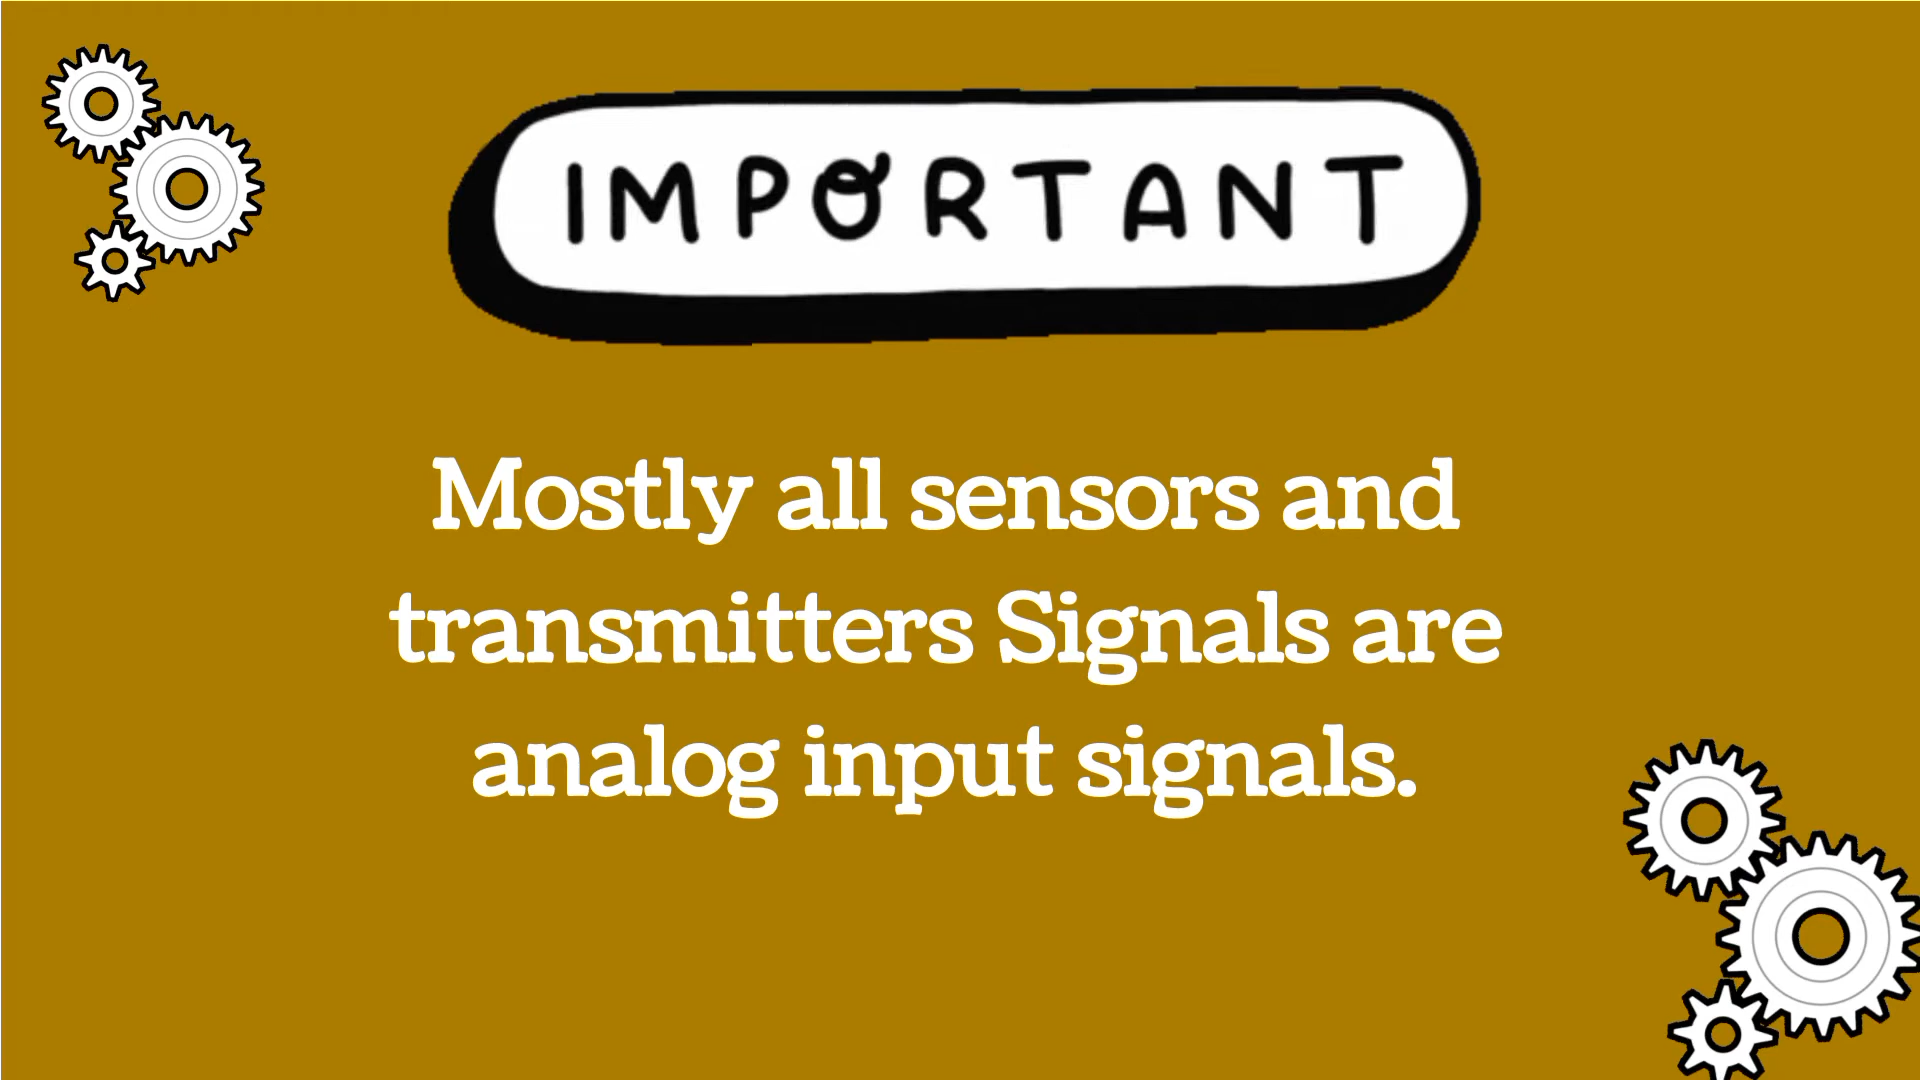 IMPORTANT
Mostly all sensors and
transmitters Signals are
analog input signals.